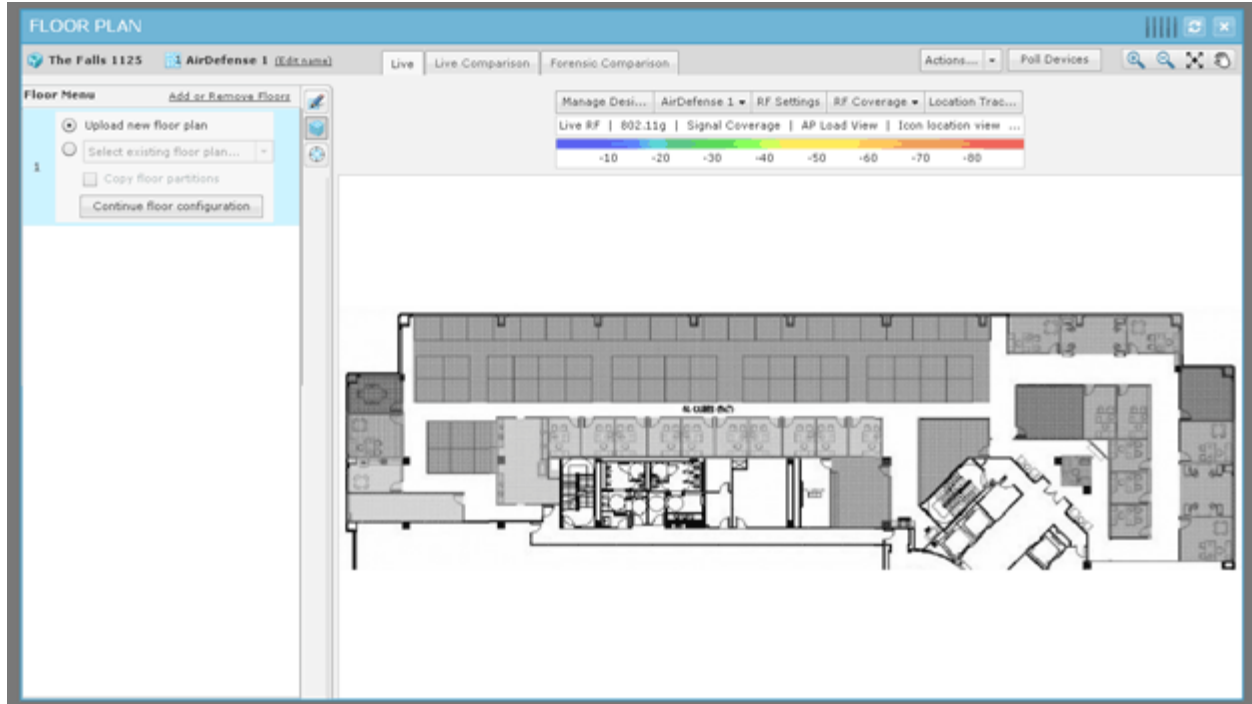 FLOOR PLAN
The Falls 1125 AirDefense 1 (Edit name) Live Live Comparison Forensic Comparison Actions... Poll Devices
Floor Menu Add or Remove Floors
Manage Desi... AirDefense 1 RF Settings RF Coverage Location Trac...
Upload new floor plan
Live RF | 802.11g | Signal Coverage | AP Load View | Icon location view ...
Select existing floor plan...
-10 -20 -30 -40 -50 -60 -70 -80
1
Copy floor partitions
Continue floor configuration